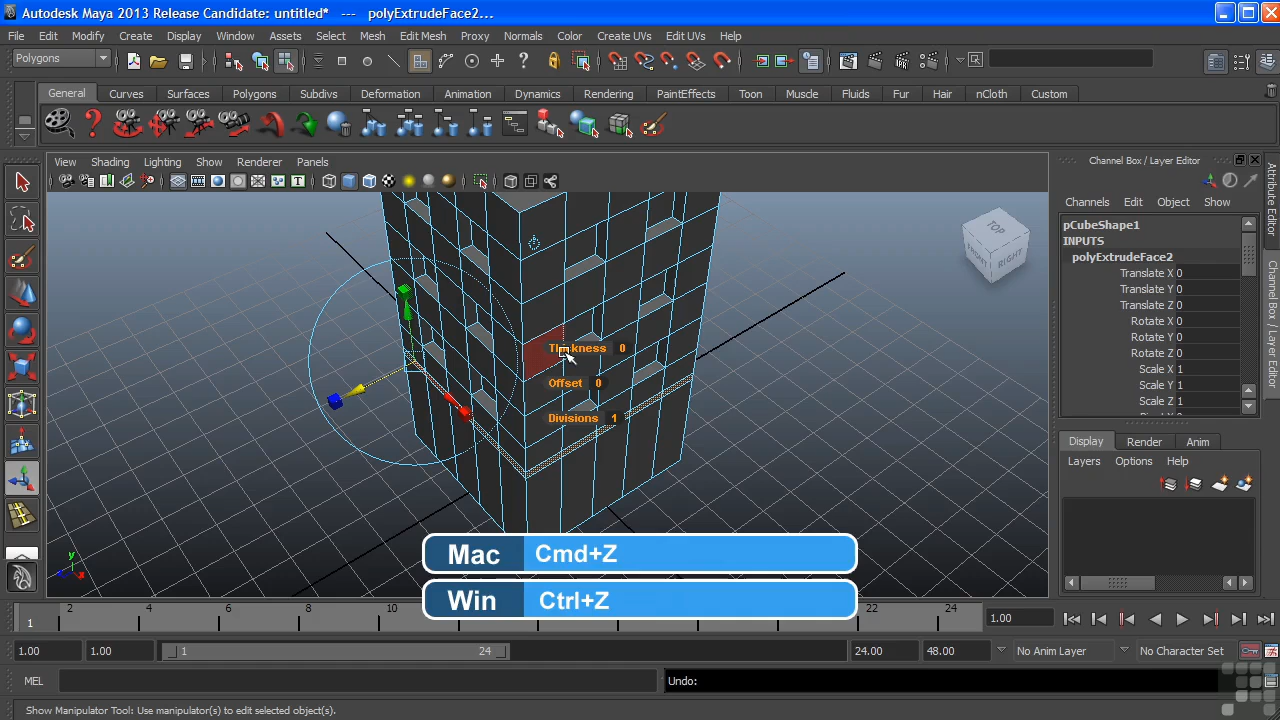 Autodesk Maya 2013 Release Candidate: untitled* --- polyExtrudeFace2...
File Edit Modify Create Display Window Assets Select Mesh Edit Mesh Proxy Normals Color Create UVs Edit UVs Help
Polygons
General Curves Surfaces Polygons Subdivs Deformation Animation Dynamics Rendering PaintEffects Toon Muscle Fluids Fur Hair nCloth Custom
View Shading Lighting Show Renderer Panels
Channel Box / Layer Editor
Channels Edit Object Show
pCubeShape1
INPUTS
polyExtrudeFace2
Translate X 0
Translate Y 0
Translate Z 0
Rotate X 0
Rotate Y 0
Rotate Z 0
Scale X 1
Scale Y 1
Scale Z 1
Attribute Editor
Channel Box / Layer Editor
TOP
FRONT RIGHT
Thickness 0
Offset 0
Divisions 1
Display Render Anim
Layers Options Help
Mac Cmd+Z
Win Ctrl+Z
y
z x
1 2 4 6 8 10 22 24
1.00
1.00 1.00 1 24 24.00 48.00 No Anim Layer No Character Set
MEL Undo:
Show Manipulator Tool: Use manipulator(s) to edit selected object(s).